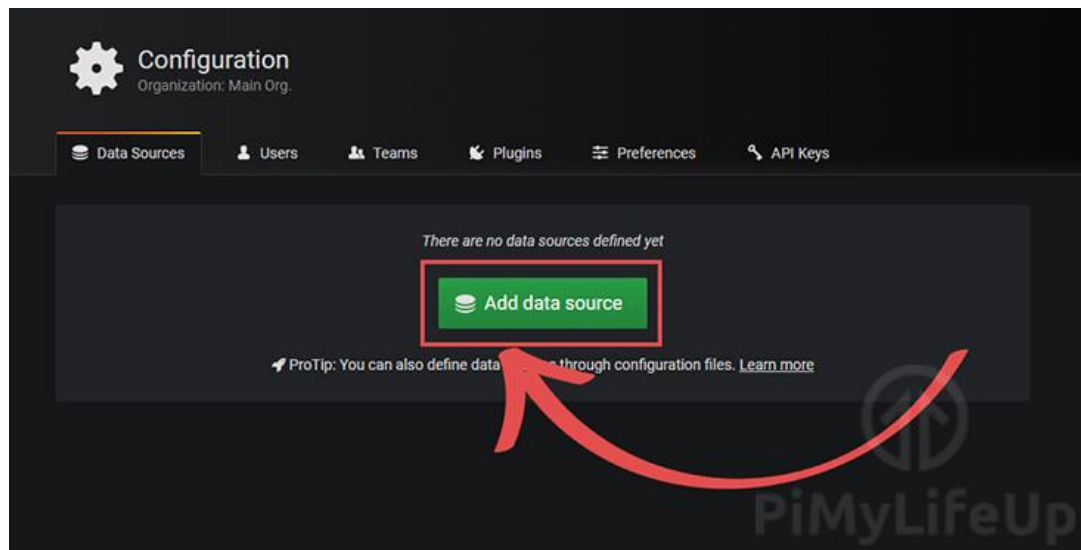 Configuration
Organization: Main Org.
Data Sources Users Teams Plugins Preferences API Keys
There are no data sources defined yet
Add data source
ProTip: You can also define data through configuration files. Learn more
PiMyLifeUp